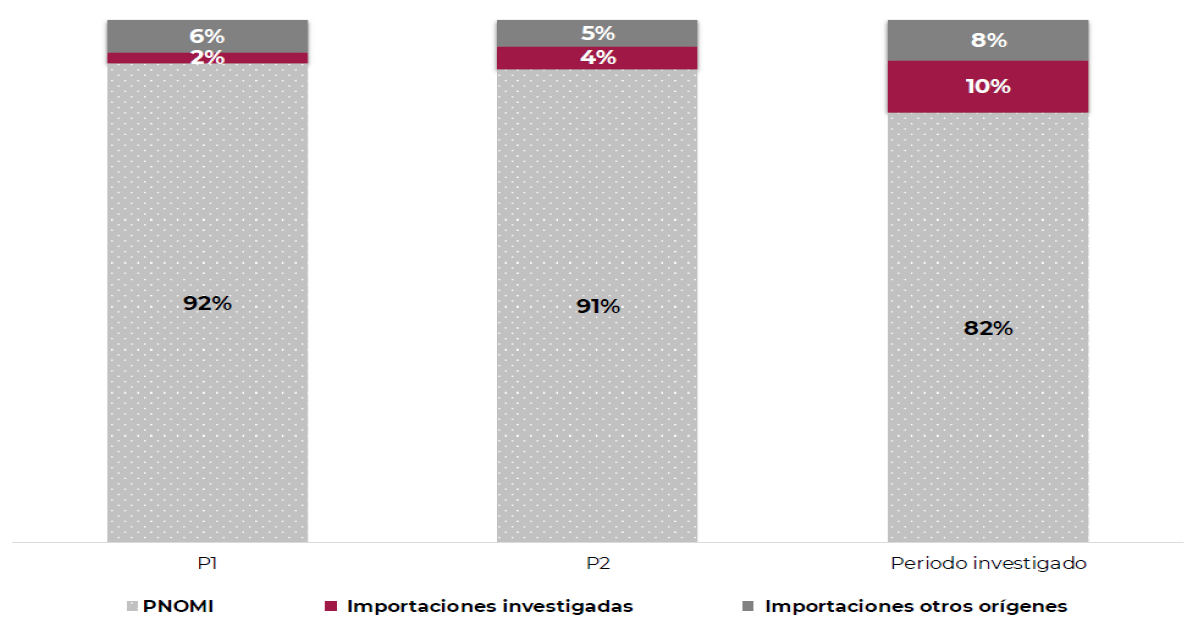 6% 5% 8%
2% 4% 10%
92% 91% 82%
P1 P2 Periodo investigado
PNOMI Importaciones investigadas Importaciones otros orígenes